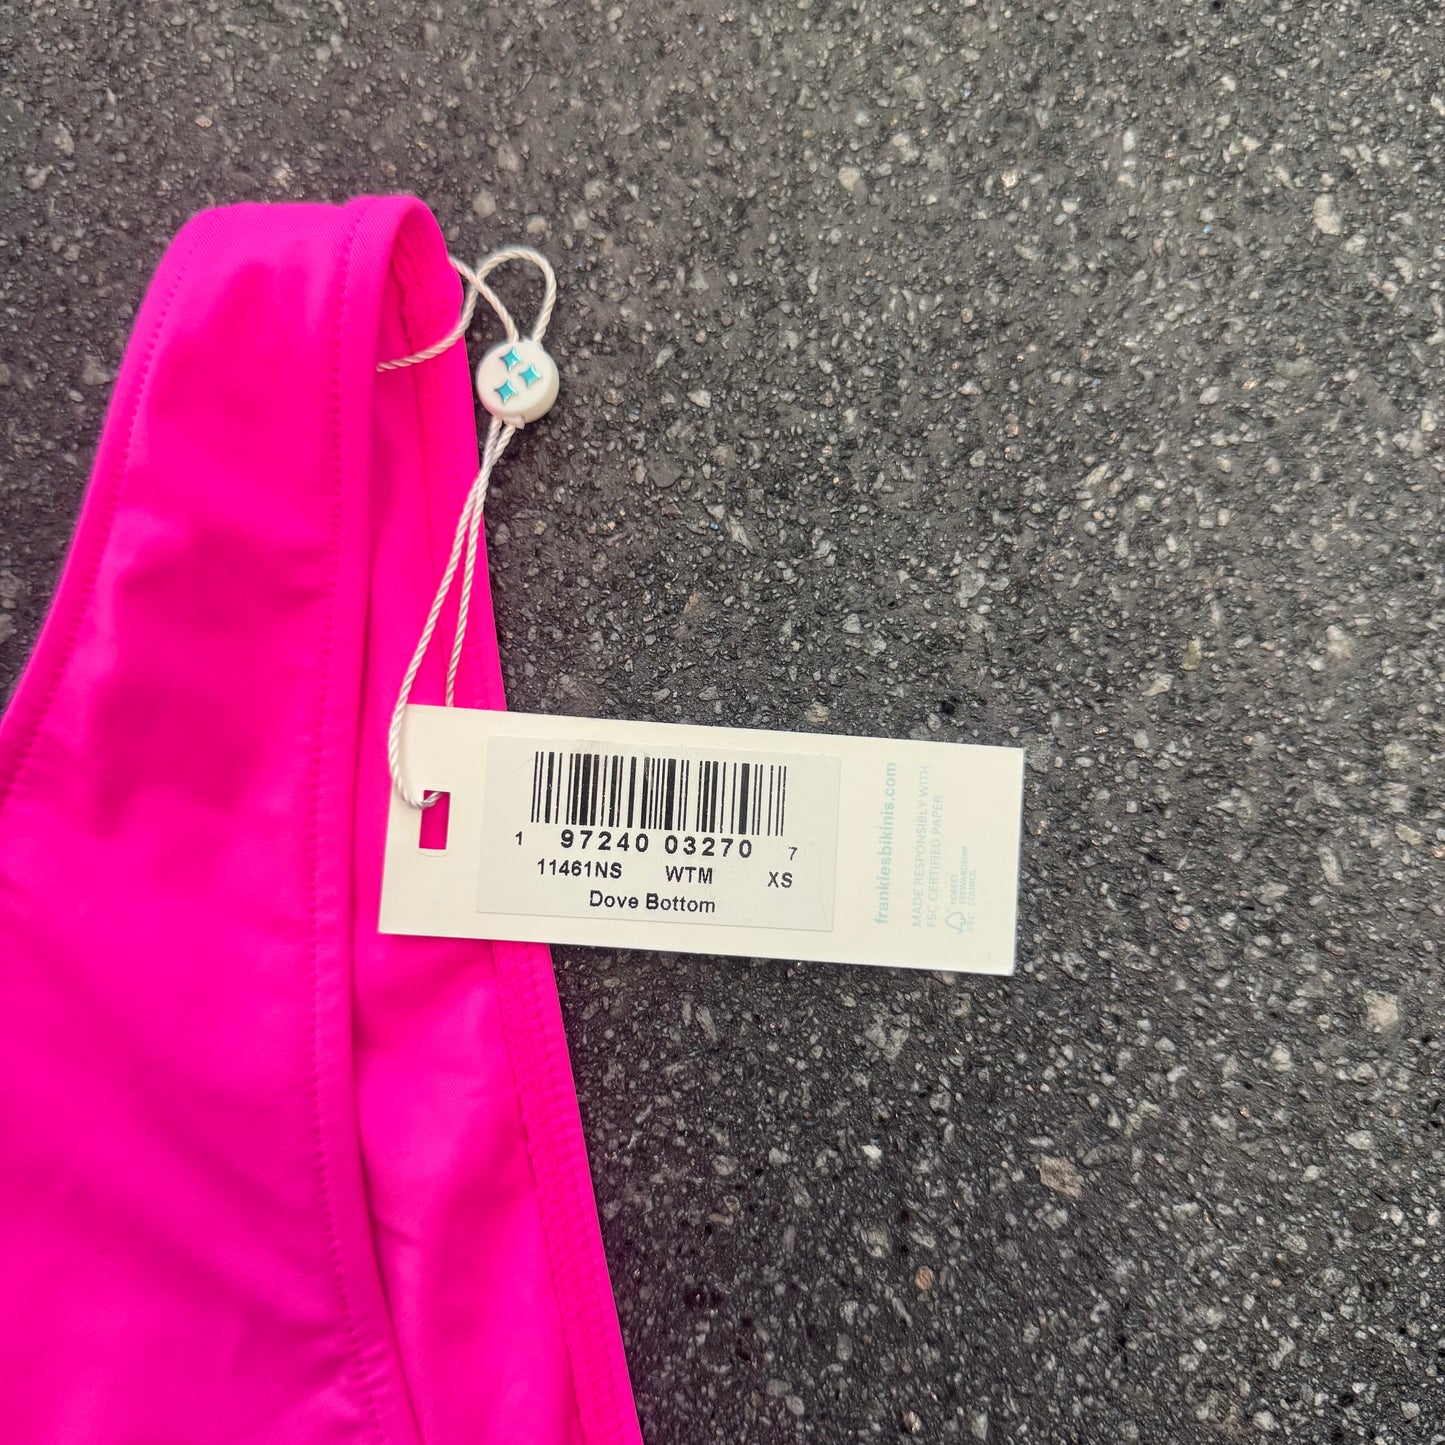 1 97240 03270 7
11461NS WTM XS
Dove Bottom
frankiesbikinis.com
MADE RESPONSIBLY WITH
FSC CERTIFIED PAPER
FOREST
STEWARDSHIP
COUNCIL